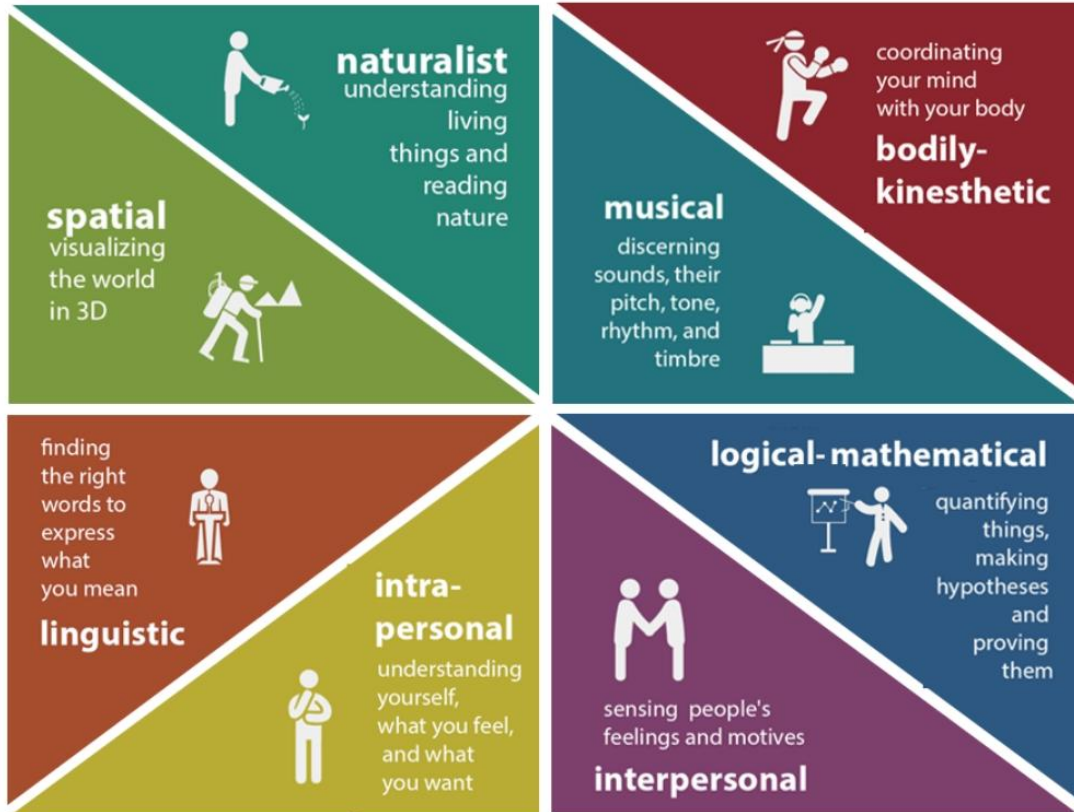 naturalist
understanding
living
things and
reading
nature
spatial
visualizing
the world
in 3D
coordinating
your mind
with your body
bodily-
kinesthetic
musical
discerning
sounds, their
pitch, tone,
rhythm, and
timbre
finding
the right
words to
express
what
you mean
linguistic
intra-
personal
understanding
yourself,
what you feel,
and what
you want
logical-mathematical
quantifying
things,
making
hypotheses
and
proving
them
sensing people's
feelings and motives
interpersonal